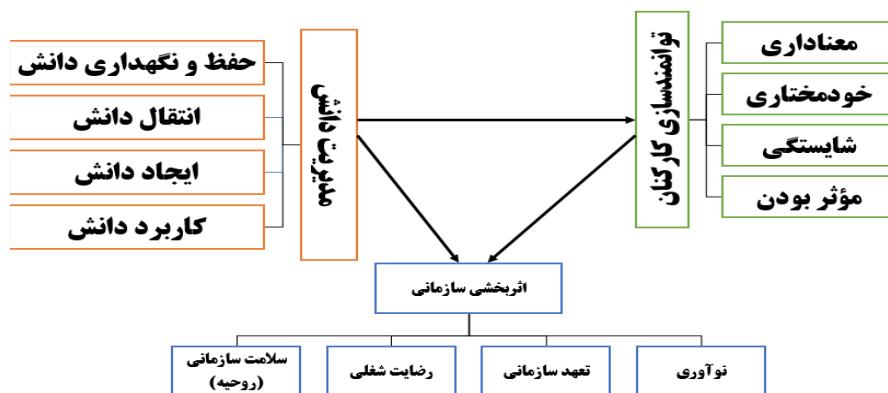 توانمندسازی کارکنان
معناداری
خودمختاری
شایستگی
مؤثر بودن
مدیریت دانش
حفظ و نگهداری دانش
انتقال دانش
ایجاد دانش
کاربرد دانش
اثربخشی سازمانی
نوآوری
تعهد سازمانی
رضایت شغلی
سلامت سازمانی
(روحیه)